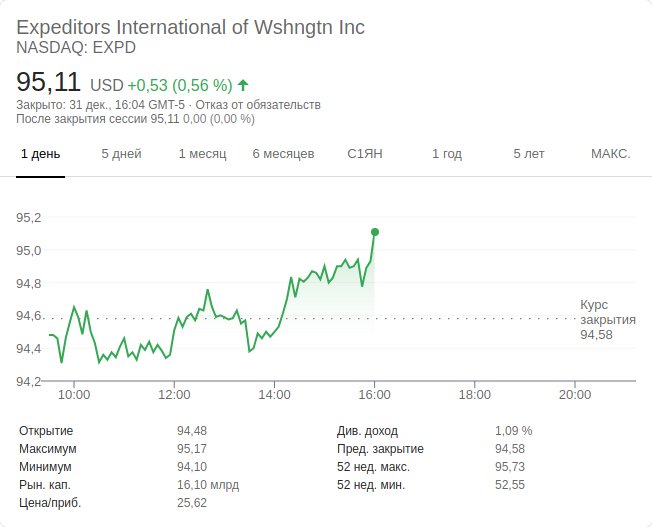 Expeditors International of Wshngtn Inc
NASDAQ: EXPD
95,11 USD +0,53 (0,56 %)
Закрыто: 31 дек., 16:04 GMT-5 · Отказ от обязательств
После закрытия сессии 95,11 0,00 (0,00 %)
1 день 5 дней 1 месяц 6 месяцев С1ЯН 1 год 5 лет МАКС.
95,2
95,0
94,8
94,6
94,4
94,2
Курс
закрытия
94,58
10:00 12:00 14:00 16:00 18:00 20:00
Открытие 94,48 Див. доход 1,09 %
Максимум 95,17 Пред. закрытие 94,58
Минимум 94,10 52 нед. макс. 95,73
Рын. кап. 16,10 млрд 52 нед. мин. 52,55
Цена/приб. 25,62